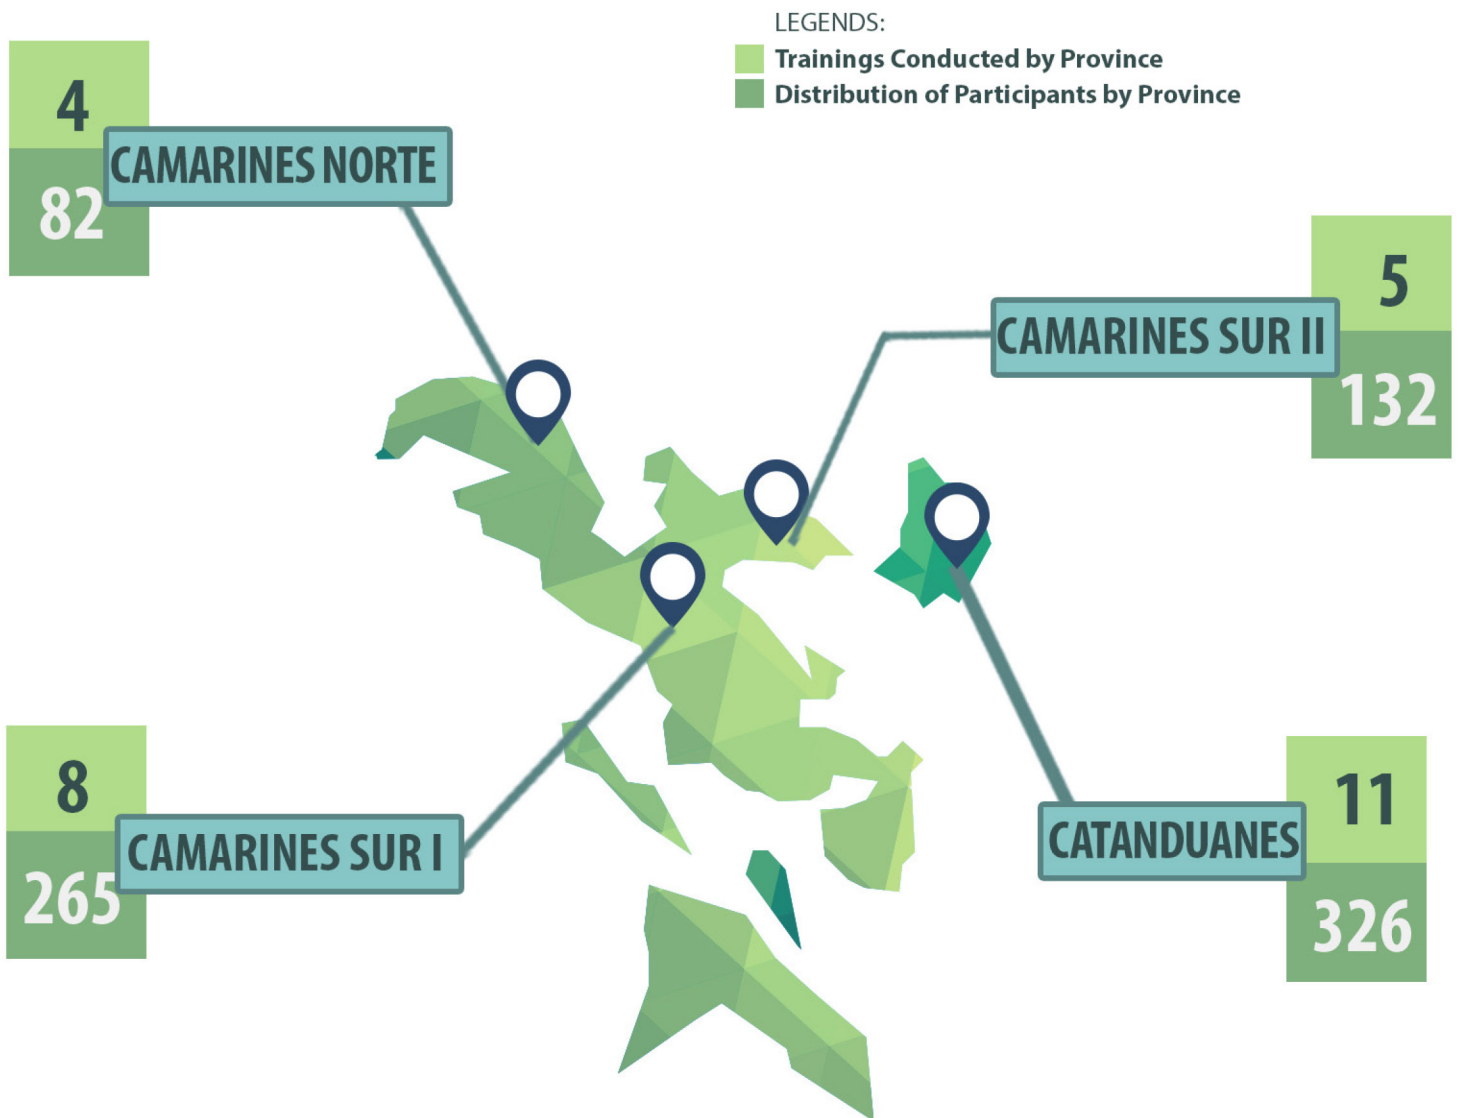 LEGENDS:
Trainings Conducted by Province
Distribution of Participants by Province
4
CAMARINES NORTE
82
5
CAMARINES SUR II
132
8
CAMARINES SUR I
265
11
CATANDUANES
326